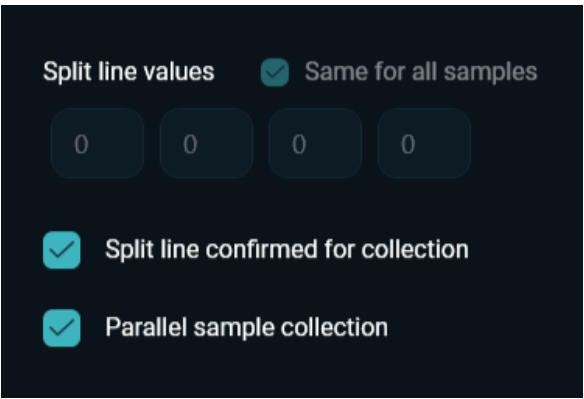 Split line values Same for all samples
0 0 0 0
Split line confirmed for collection
Parallel sample collection